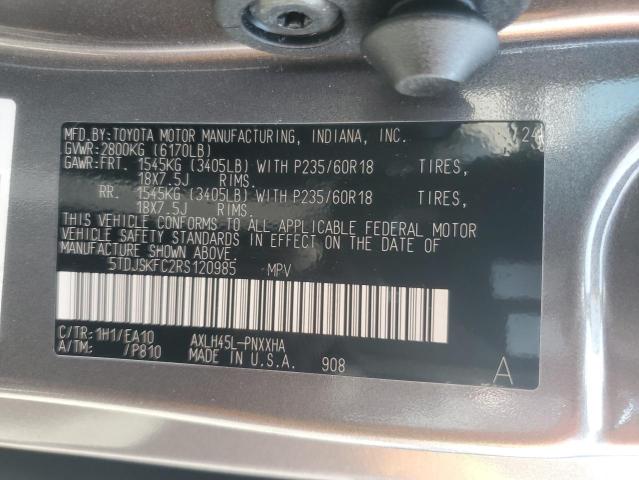 MFD.BY:TOYOTA MOTOR MANUFACTURING, INDIANA, INC. 24
GVWR:2800KG (6170LB)
GAWR:FRT. 1545KG (3405LB) WITH P235/60R18 TIRES,
18X7.5J RIMS.
RR. 1545KG (3405LB) WITH P235/60R18 TIRES,
18X7.5J RIMS.
THIS VEHICLE CONFORMS TO ALL APPLICABLE FEDERAL MOTOR
VEHICLE SAFETY STANDARDS IN EFFECT ON THE DATE OF
MANUFACTURE SHOWN ABOVE.
5TDJSKFC2RS120985 MPV
C/TR:1H1/EA10 AXLH45L-PNXXHA
A/TM: /P810 MADE IN U.S.A. 908
A